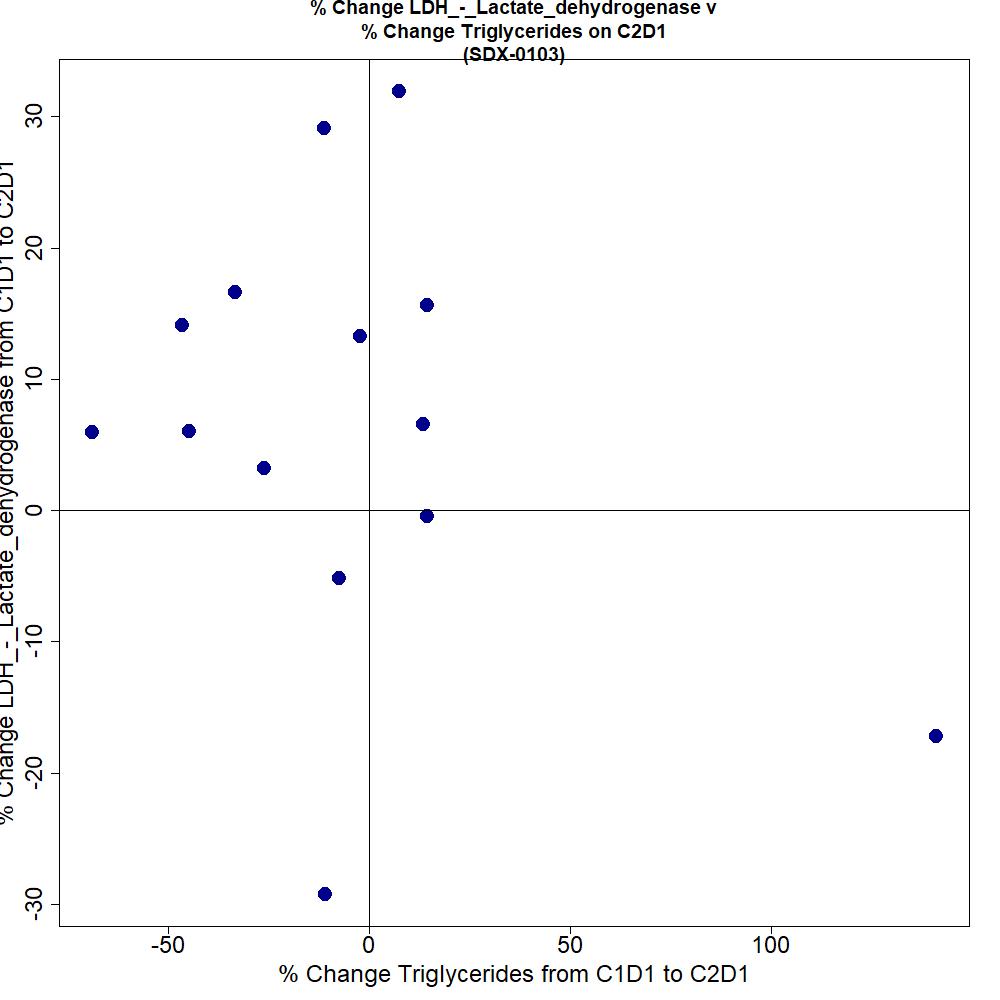 % Change LDH_-_Lactate_dehydrogenase v
% Change Triglycerides on C2D1
(SDX-0103)
% Change LDH_-_Lactate_dehydrogenase from C1D1 to C2D1
30
20
10
0
-10
-20
-30
-50
0
50
100
% Change Triglycerides from C1D1 to C2D1